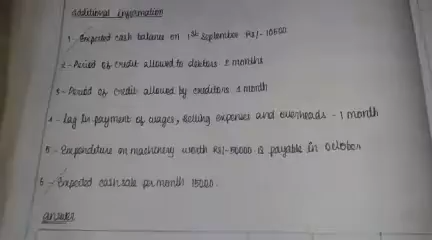 additional information
1 - Expected cash balance on 1st September Rs/- 10500
2 - Period of credit allowed to debtors 2 months
3 - Period of credit allowed by creditors 1 month
4 - lag in payment of wages, selling expenses and overheads - 1 month
5 - Expenditure on machinery worth Rs/- 50000 is payable in October
6 - Expected cash sale per month 15000.
answer